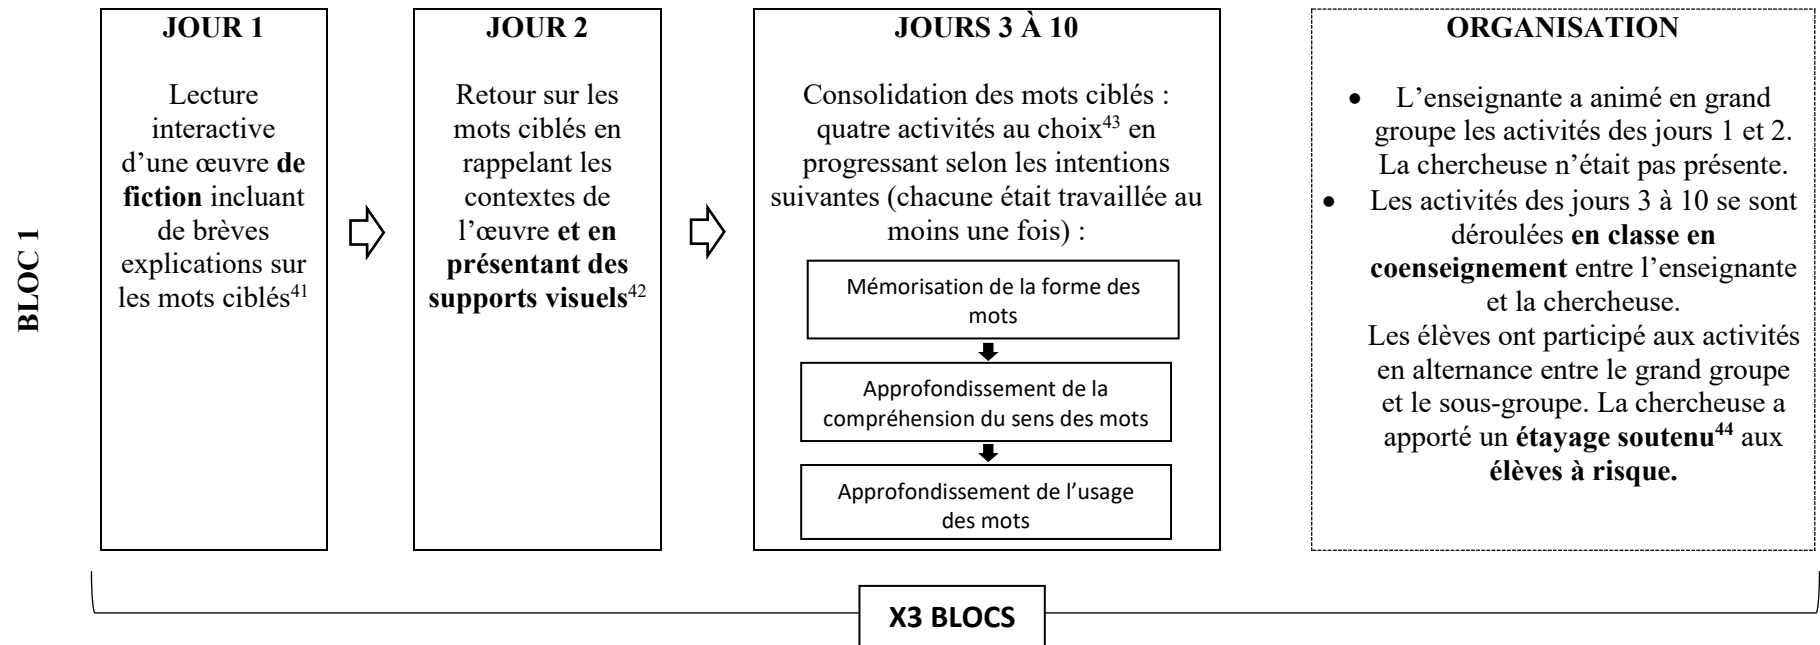 BLOC 1
JOUR 1
Lecture
interactive
d’une œuvre de
fiction incluant
de brèves
explications sur
les mots ciblés41
JOUR 2
Retour sur les
mots ciblés en
rappelant les
contextes de
l’œuvre et en
présentant des
supports visuels42
JOURS 3 À 10
Consolidation des mots ciblés :
quatre activités au choix43 en
progressant selon les intentions
suivantes (chacune était travaillée au
moins une fois) :
Mémorisation de la forme des
mots
Approfondissement de la
compréhension du sens des mots
Approfondissement de l’usage
des mots
ORGANISATION
• L’enseignante a animé en grand
groupe les activités des jours 1 et 2.
La chercheuse n’était pas présente.
• Les activités des jours 3 à 10 se sont
déroulées en classe en
coenseignement entre l’enseignante
et la chercheuse.
Les élèves ont participé aux activités
en alternance entre le grand groupe
et le sous-groupe. La chercheuse a
apporté un étayage soutenu44 aux
élèves à risque.
X3 BLOCS